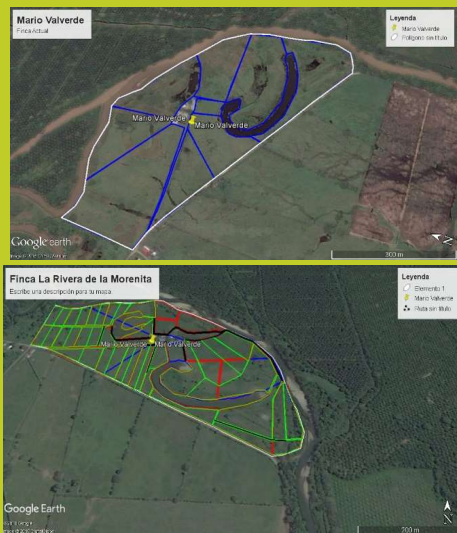 Mario Valverde
Finca Actual
Leyenda
Mario Valverde
Polígono sin título
Mario Valverde
Mario Valverde
Google earth
N
300 m
Finca La Rivera de la Morenita
Escribe una descripción para tu mapa.
Leyenda
Elemento 1
Mario Valverde
Ruta sin título
Mario Valverde
Mario Valverde
Google Earth
N
200 m